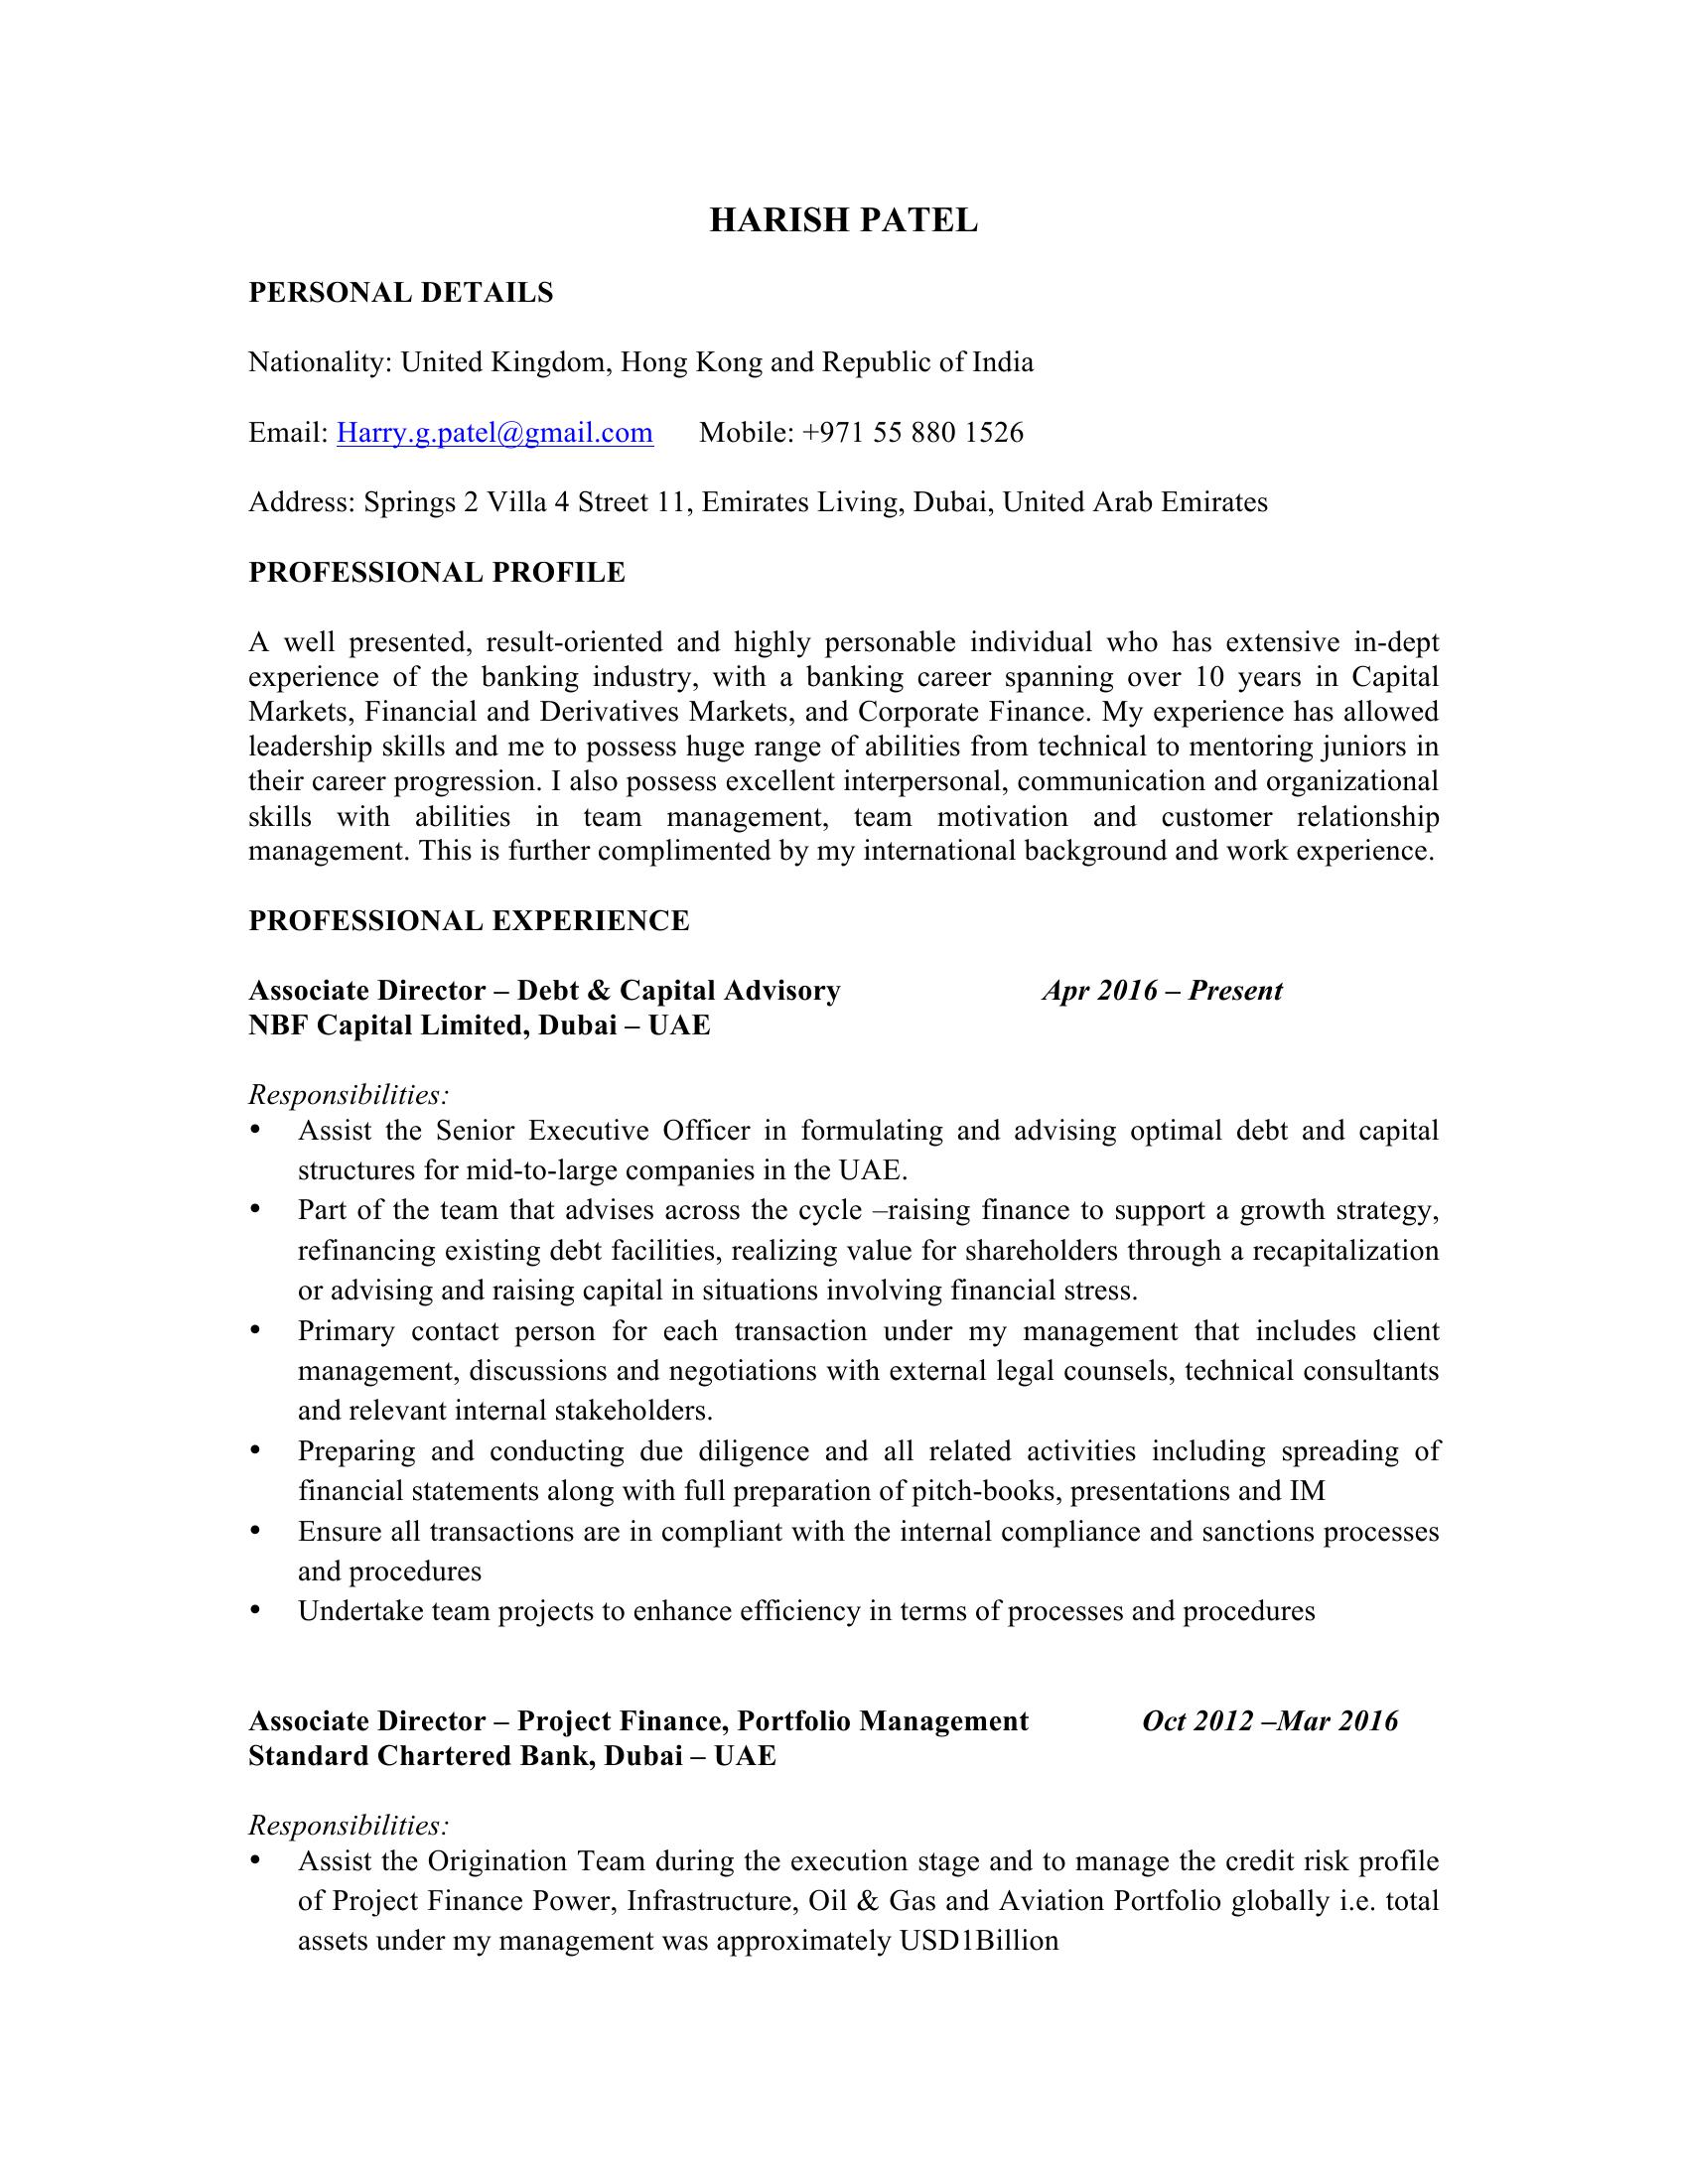 HARISH PATEL
PERSONAL DETAILS
Nationality: United Kingdom, Hong Kong and Republic of India
Email: Harry.g.patel@gmail.com Mobile: +971 55 880 1526
Address: Springs 2 Villa 4 Street 11, Emirates Living, Dubai, United Arab Emirates
PROFESSIONAL PROFILE
A well presented, result-oriented and highly personable individual who has extensive in-dept
experience of the banking industry, with a banking career spanning over 10 years in Capital
Markets, Financial and Derivatives Markets, and Corporate Finance. My experience has allowed
leadership skills and me to possess huge range of abilities from technical to mentoring juniors in
their career progression. I also possess excellent interpersonal, communication and organizational
skills with abilities in team management, team motivation and customer relationship
management. This is further complimented by my international background and work experience.
PROFESSIONAL EXPERIENCE
Associate Director – Debt & Capital Advisory Apr 2016 – Present
NBF Capital Limited, Dubai – UAE
Responsibilities:
• Assist the Senior Executive Officer in formulating and advising optimal debt and capital
structures for mid-to-large companies in the UAE.
• Part of the team that advises across the cycle –raising finance to support a growth strategy,
refinancing existing debt facilities, realizing value for shareholders through a recapitalization
or advising and raising capital in situations involving financial stress.
• Primary contact person for each transaction under my management that includes client
management, discussions and negotiations with external legal counsels, technical consultants
and relevant internal stakeholders.
• Preparing and conducting due diligence and all related activities including spreading of
financial statements along with full preparation of pitch-books, presentations and IM
• Ensure all transactions are in compliant with the internal compliance and sanctions processes
and procedures
• Undertake team projects to enhance efficiency in terms of processes and procedures
Associate Director – Project Finance, Portfolio Management Oct 2012 –Mar 2016
Standard Chartered Bank, Dubai – UAE
Responsibilities:
• Assist the Origination Team during the execution stage and to manage the credit risk profile
of Project Finance Power, Infrastructure, Oil & Gas and Aviation Portfolio globally i.e. total
assets under my management was approximately USD1Billion